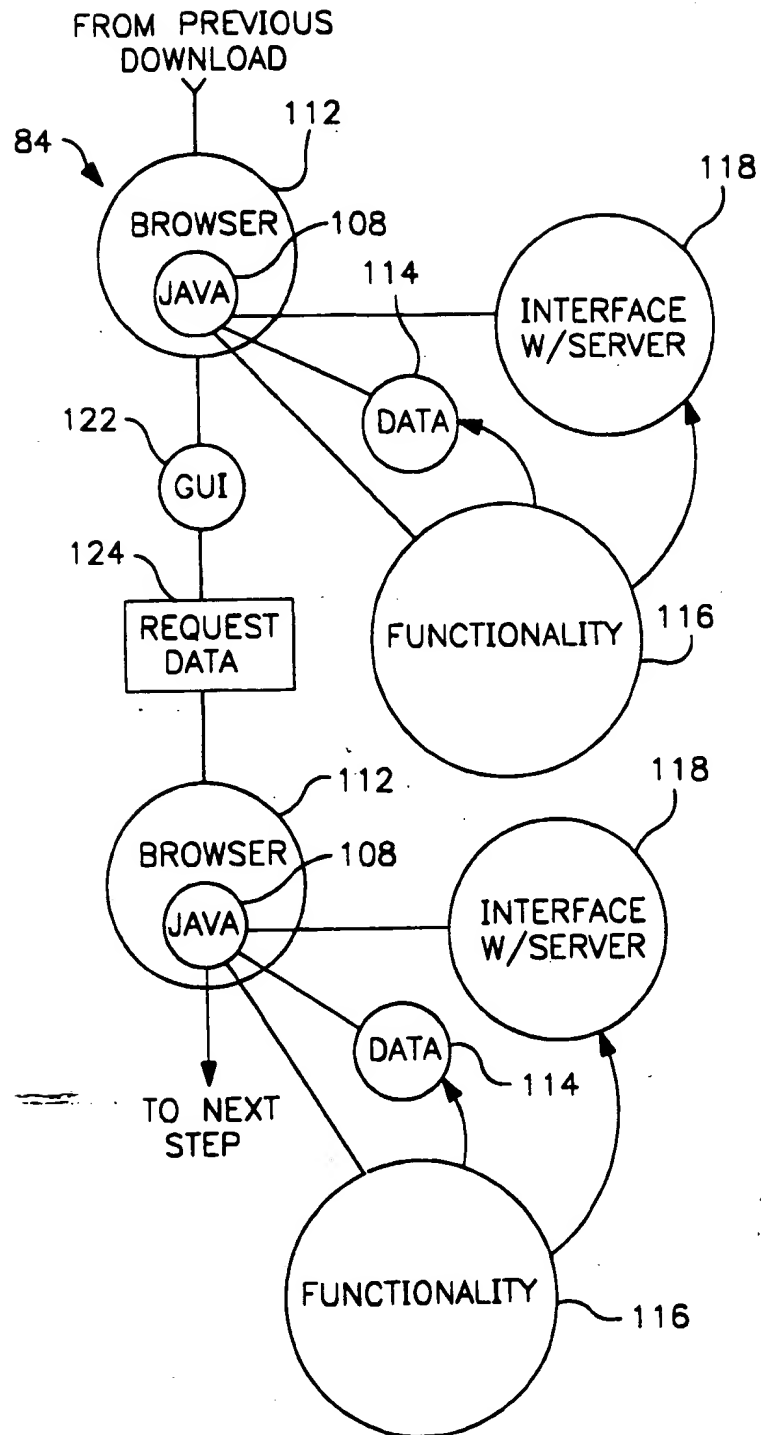 FROM PREVIOUS
DOWNLOAD
112
84
118
BROWSER
108
JAVA
114
INTERFACE
W/SERVER
DATA
122
GUI
124
REQUEST
DATA
FUNCTIONALITY
116
112
118
BROWSER
108
JAVA
INTERFACE
W/SERVER
DATA
114
TO NEXT
STEP
FUNCTIONALITY
116